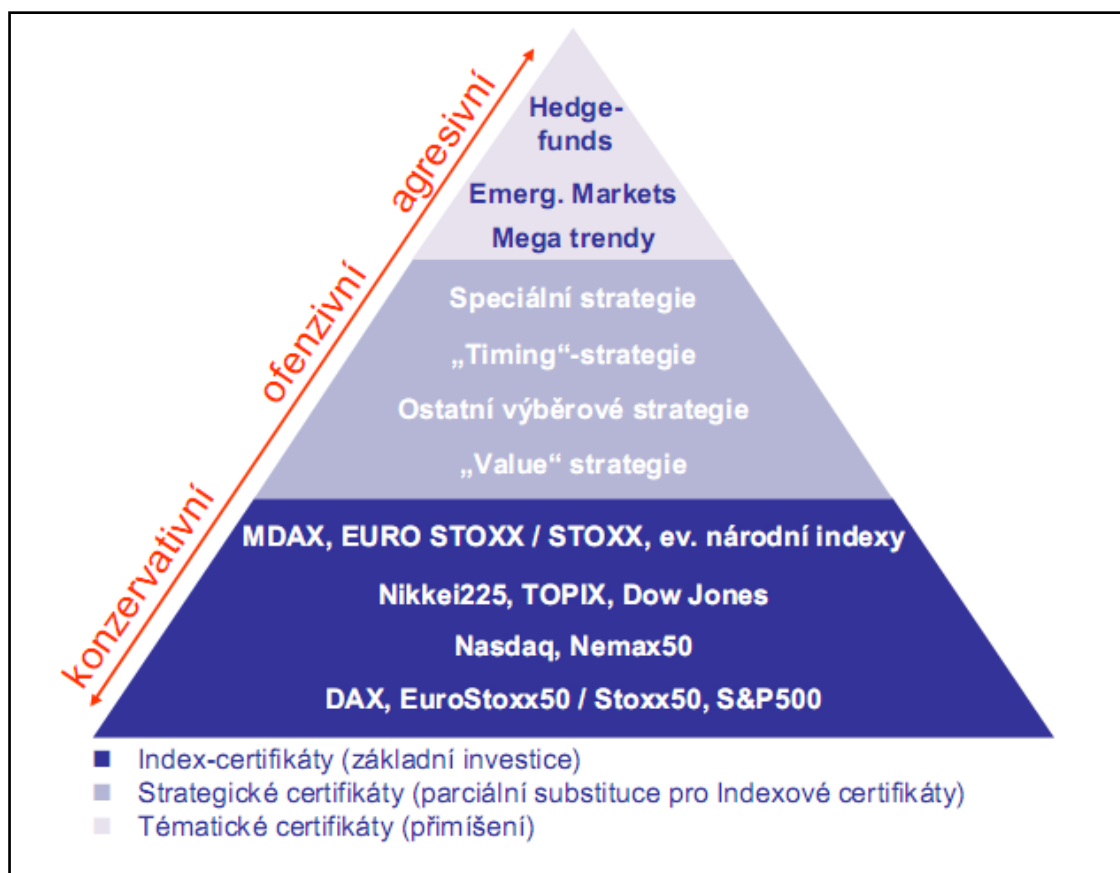 agresivní
ofenzivní
konzervativní
Hedge-
funds
Emerg. Markets
Mega trendy
Speciální strategie
„Timing“-strategie
Ostatní výběrové strategie
„Value“ strategie
MDAX, EURO STOXX / STOXX, ev. národní indexy
Nikkei225, TOPIX, Dow Jones
Nasdaq, Nemax50
DAX, EuroStoxx50 / Stoxx50, S&P500
Index-certifikáty (základní investice)
Strategické certifikáty (parciální substituce pro Indexové certifikáty)
Tématické certifikáty (přimíšení)